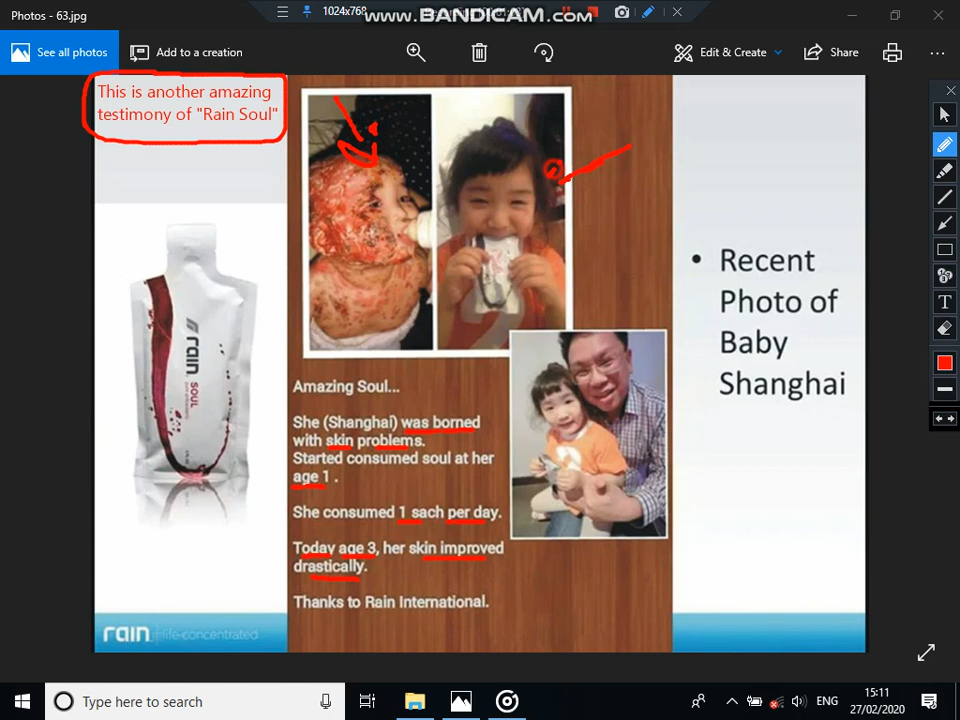 Photos - 63.jpg
1024x768
www.BANDICAM.com
See all photos
Add to a creation
Edit & Create
Share
This is another amazing
testimony of "Rain Soul"
rain
SOUL
Recent
Photo of
Baby
Shanghai
Amazing Soul...
She (Shanghai) was borned
with skin problems.
Started consumed soul at her
age 1 .
She consumed 1 sach per day.
Today age 3, her skin improved
drastically.
Thanks to Rain International.
rain life-concentrated
T
Type here to search
ENG
15:11
27/02/2020